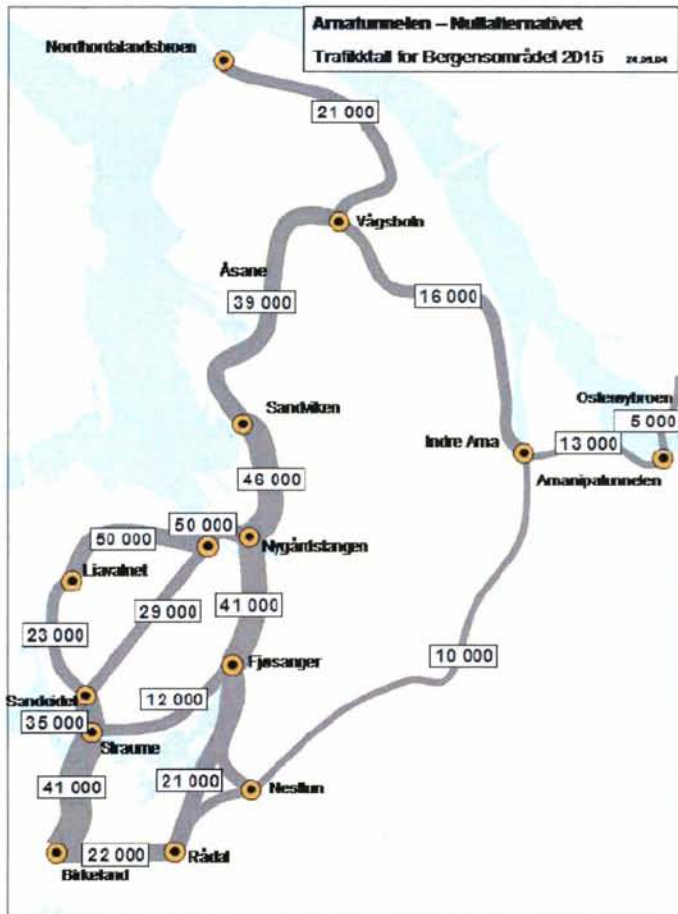 Arnatunnelen – Nullalternativet
Trafikktall for Bergensområdet 2015
Nordhordalandsbroen
21 000
Vågsbotn
Åsane
39 000
16 000
Sandviken
Osterøybroen
5 000
Indre Arna
13 000
Arnanipatunnelen
46 000
50 000
50 000
Nygårdstangen
Liavatnet
29 000
41 000
23 000
10 000
Fjøsanger
Sandeidet
12 000
35 000
Straume
41 000
21 000
Nesttun
22 000
Birkeland
Rådal